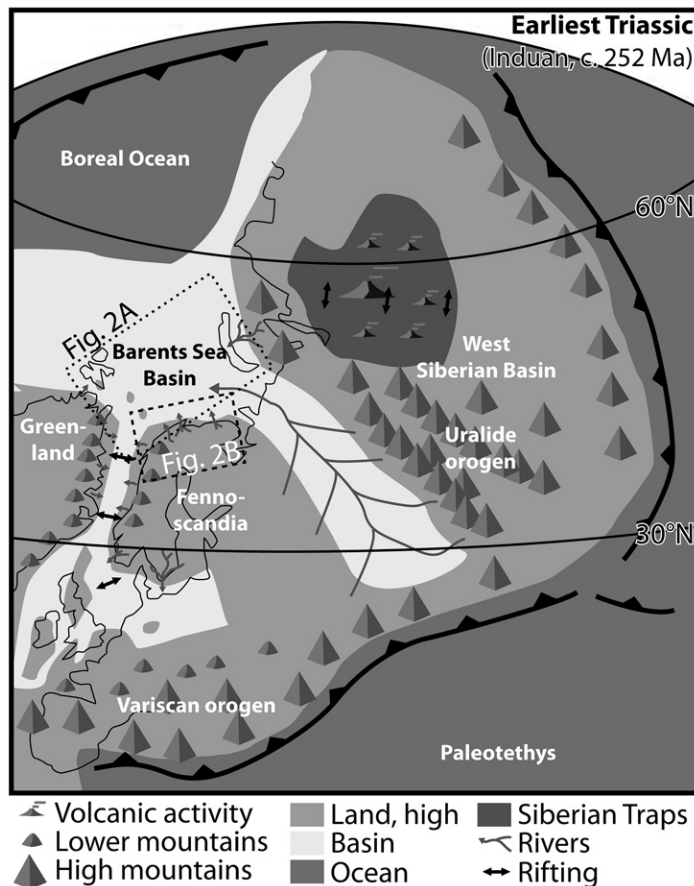 Earliest Triassic
(Induan, c. 252 Ma)
Boreal Ocean
60°N
Fig. 2A
Barents Sea
Basin
West
Siberian Basin
Green-
land
Uralide
orogen
Fig. 2B
Fenno-
scandia
30°N
Variscan orogen
Paleotethys
Volcanic activity
Lower mountains
High mountains
Land, high
Basin
Ocean
Siberian Traps
Rivers
Rifting